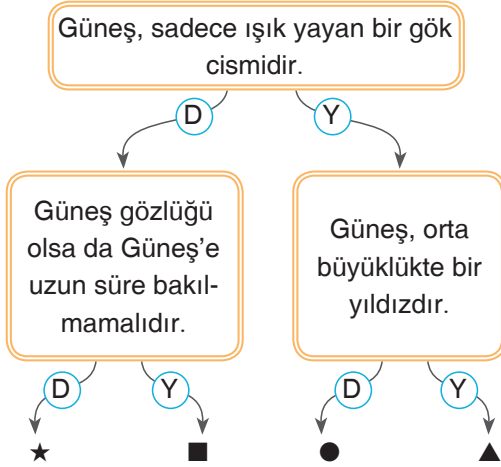 Güneş, sadece ışık yayan bir gök
cismidir.
D
Y
Güneş gözlüğü
olsa da Güneş’e
uzun süre bakıl-
mamalıdır.
Güneş, orta
büyüklükte bir
yıldızdır.
D
Y
D
Y